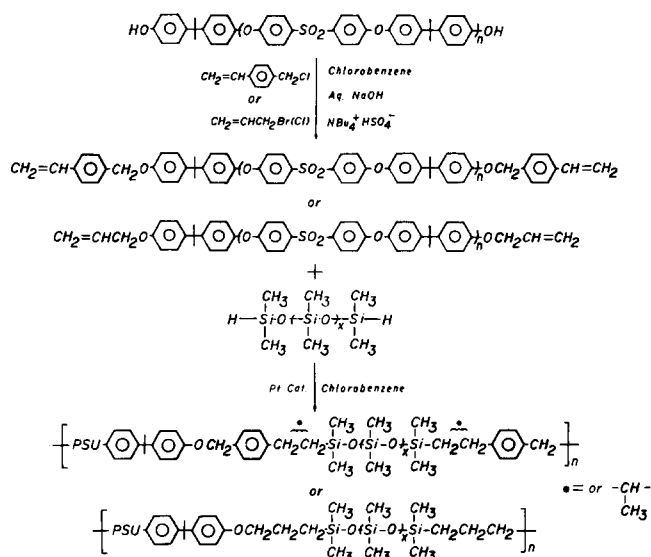 HO O SO2 O n OH
CH2=CH CH2Cl Chlorobenzene
or Aq. NaOH
CH2=CHCH2Br(Cl) NBu4+ HSO4−
CH2=CH CH2O O SO2 O n OCH2 CH=CH2
or
CH2=CHCH2O O SO2 O n OCH2CH=CH2
+
CH3 CH3 CH3
H Si-O Si-O x Si H
CH3 CH3 CH3
Pt Cat. Chlorobenzene
• CH3 CH3 CH3 •
PSU OCH2 CH2CH2Si-O Si-O x Si-CH2CH2 CH2 n
CH3 CH3 CH3
or • = or -CH-
CH3
CH3 CH3 CH3
PSU OCH2CH2CH2Si-O Si-O x Si-CH2CH2CH2 n
CH3 CH3 CH3